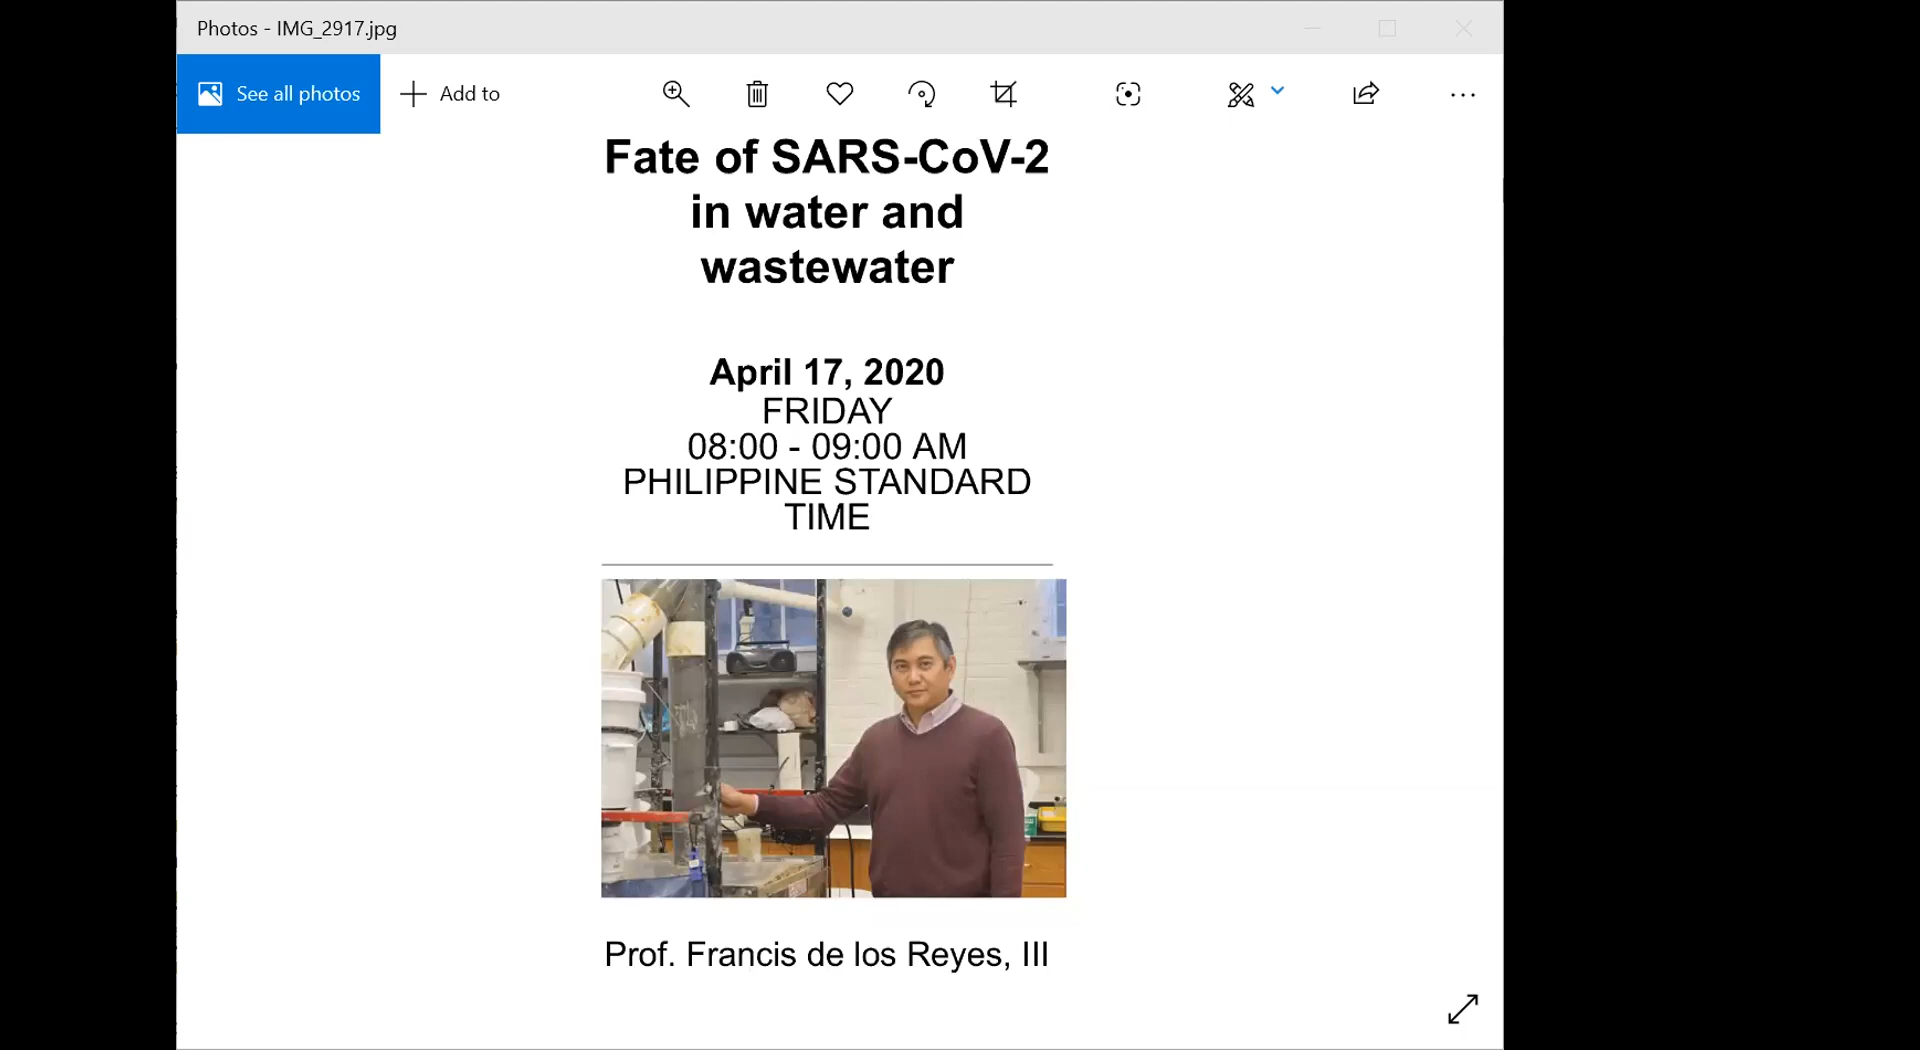 Photos - IMG_2917.jpg
See all photos
Add to
Fate of SARS-CoV-2
in water and
wastewater
April 17, 2020
FRIDAY
08:00 - 09:00 AM
PHILIPPINE STANDARD
TIME
Prof. Francis de los Reyes, III